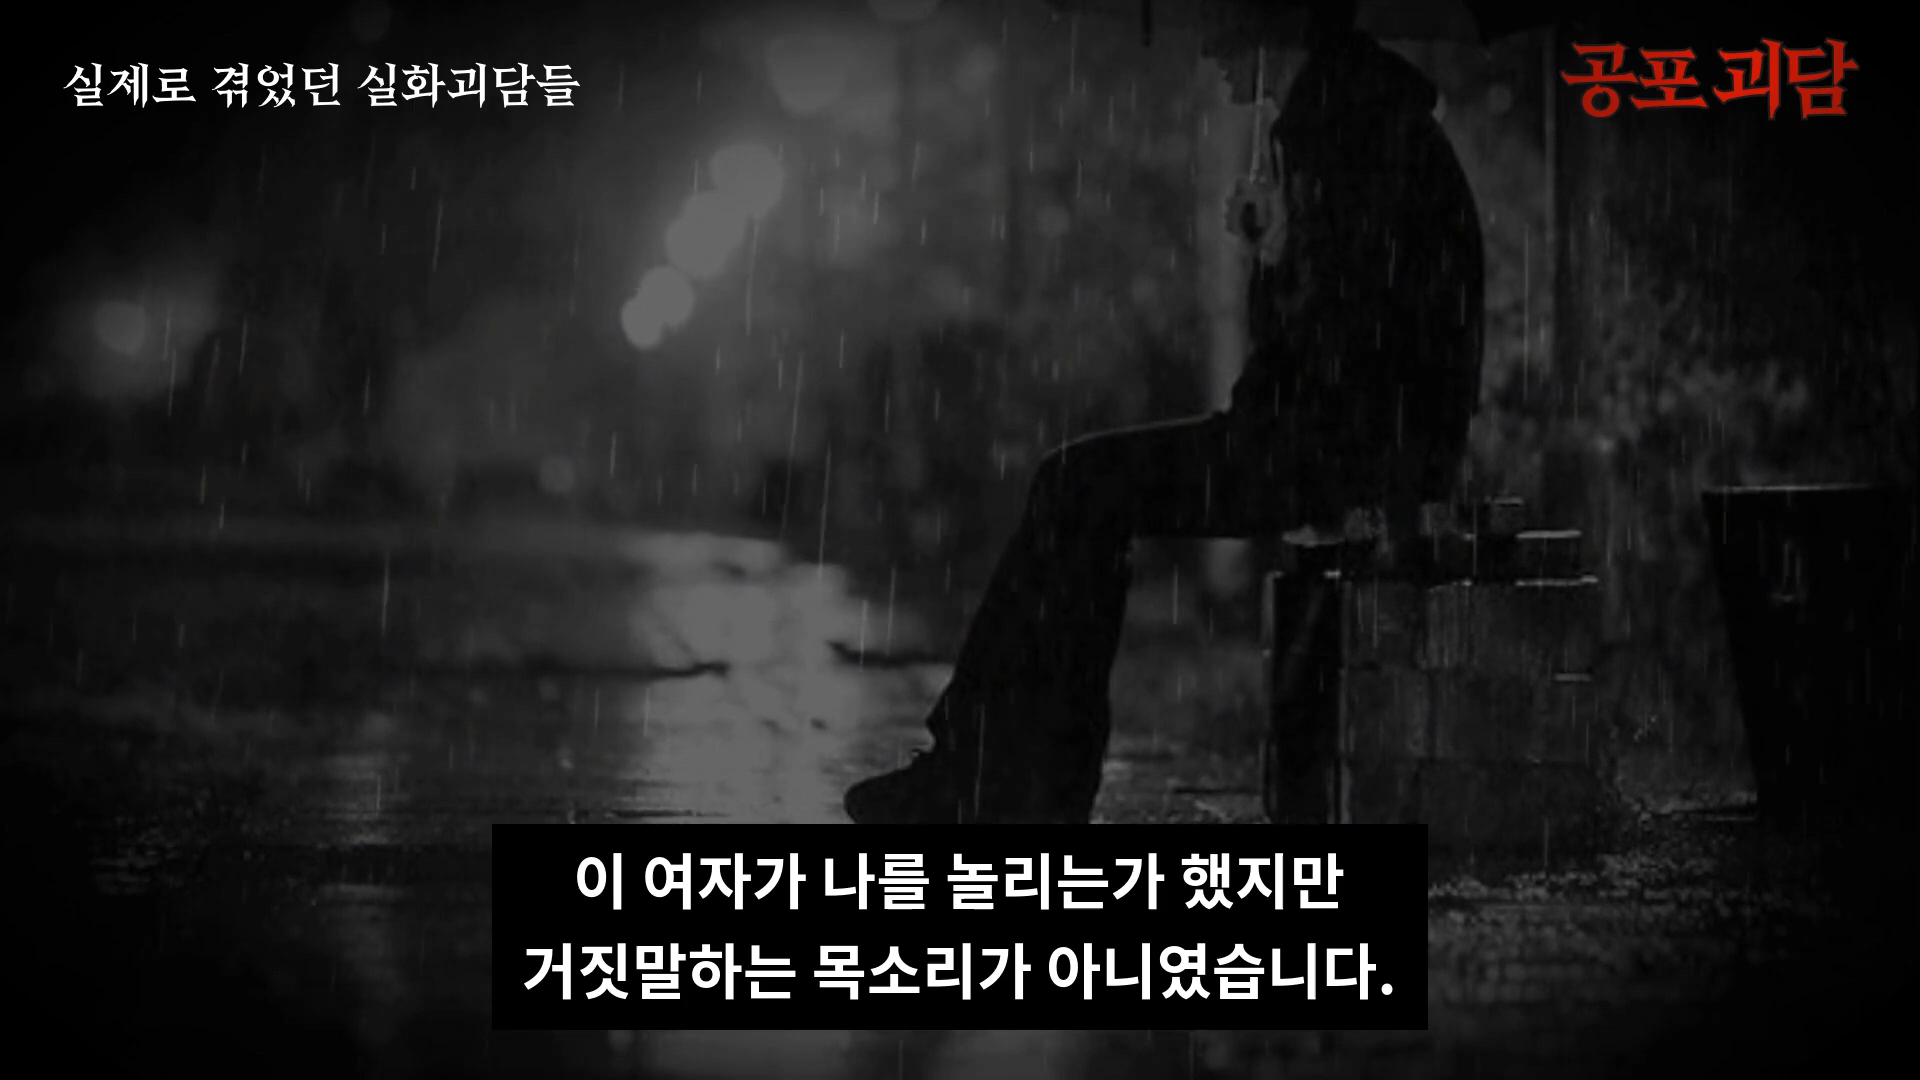 실제로 겪었던 실화괴담들
공포괴담
이 여자가 나를 놀리는가 했지만
거짓말하는 목소리가 아니였습니다.